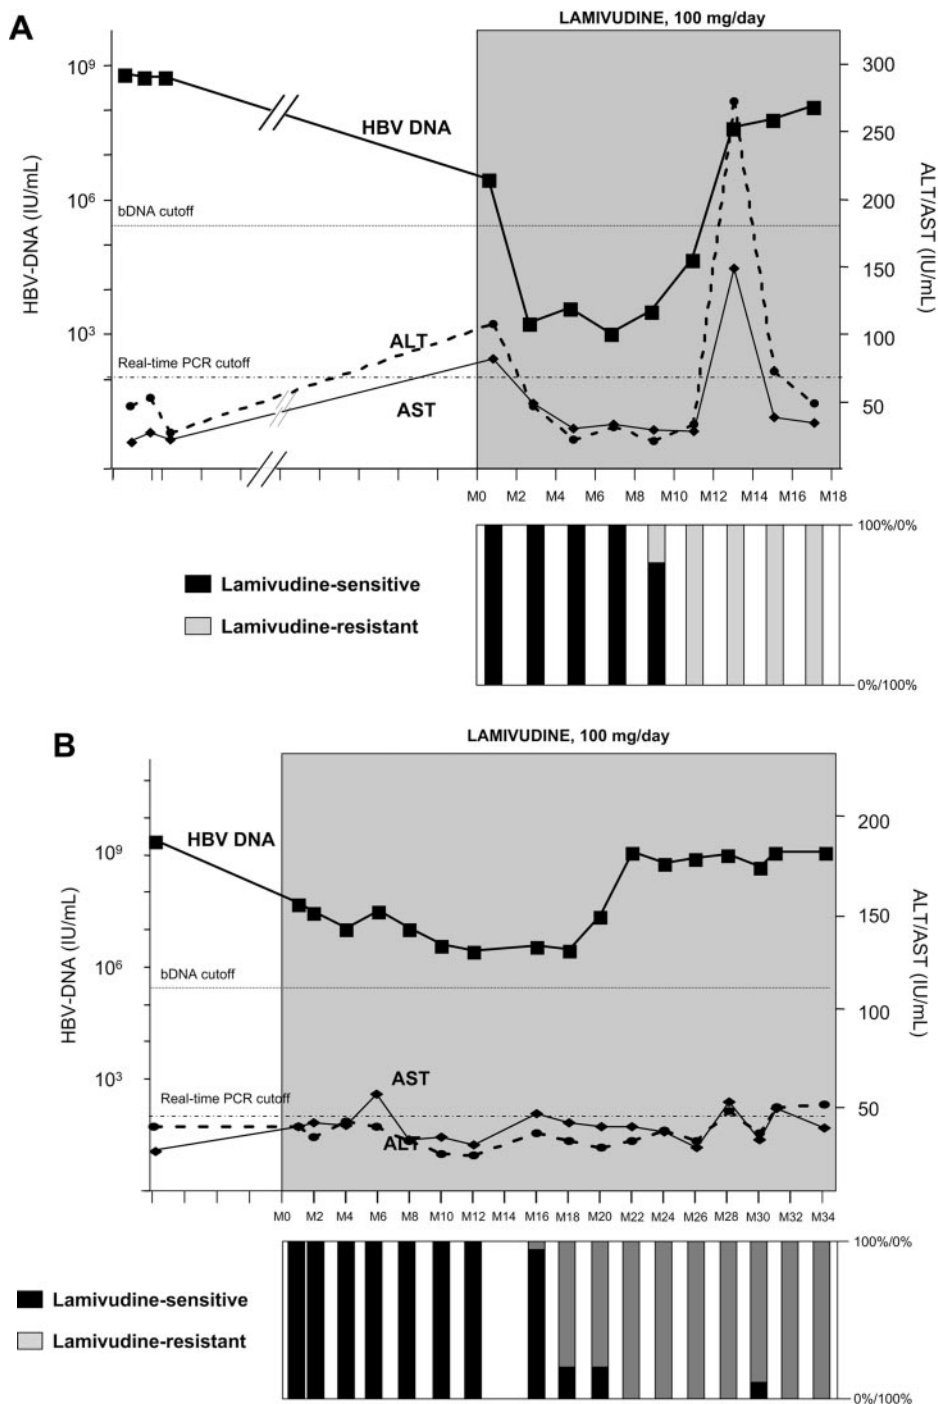 A
LAMIVUDINE, 100 mg/day
10⁹
10⁶
10³
HBV-DNA (IU/mL)
HBV DNA
bDNA cutoff
ALT
Real-time PCR cutoff
AST
300
250
200
150
100
50
ALT/AST (IU/mL)
M0 M2 M4 M6 M8 M10 M12 M14 M16 M18
100%/0%
Lamivudine-sensitive
Lamivudine-resistant
0%/100%
B
LAMIVUDINE, 100 mg/day
HBV DNA
10⁹
10⁶
10³
HBV-DNA (IU/mL)
bDNA cutoff
AST
Real-time PCR cutoff
ALT
200
150
100
50
ALT/AST (IU/mL)
M0 M2 M4 M6 M8 M10 M12 M14 M16 M18 M20 M22 M24 M26 M28 M30 M32 M34
100%/0%
Lamivudine-sensitive
Lamivudine-resistant
0%/100%